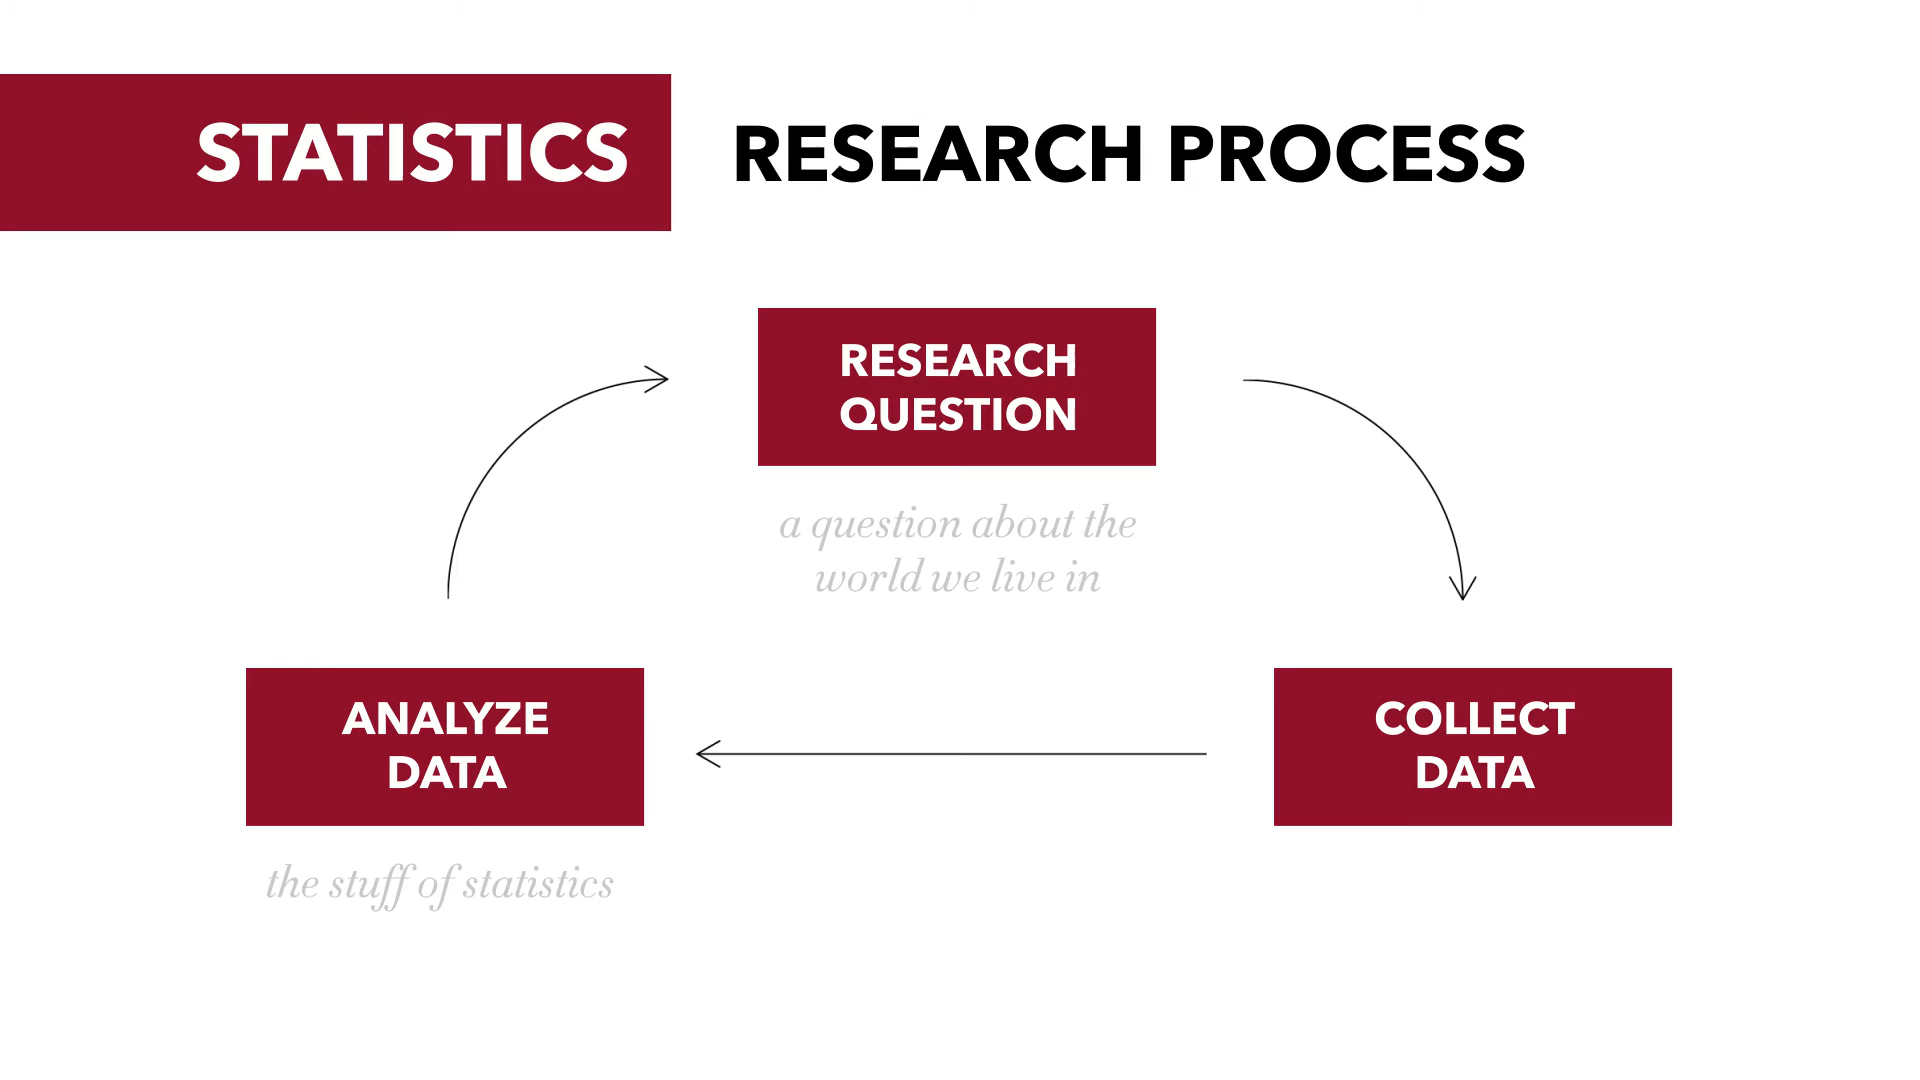 STATISTICS RESEARCH PROCESS
RESEARCH
QUESTION
a question about the
world we live in
ANALYZE
DATA
the stuff of statistics
COLLECT
DATA